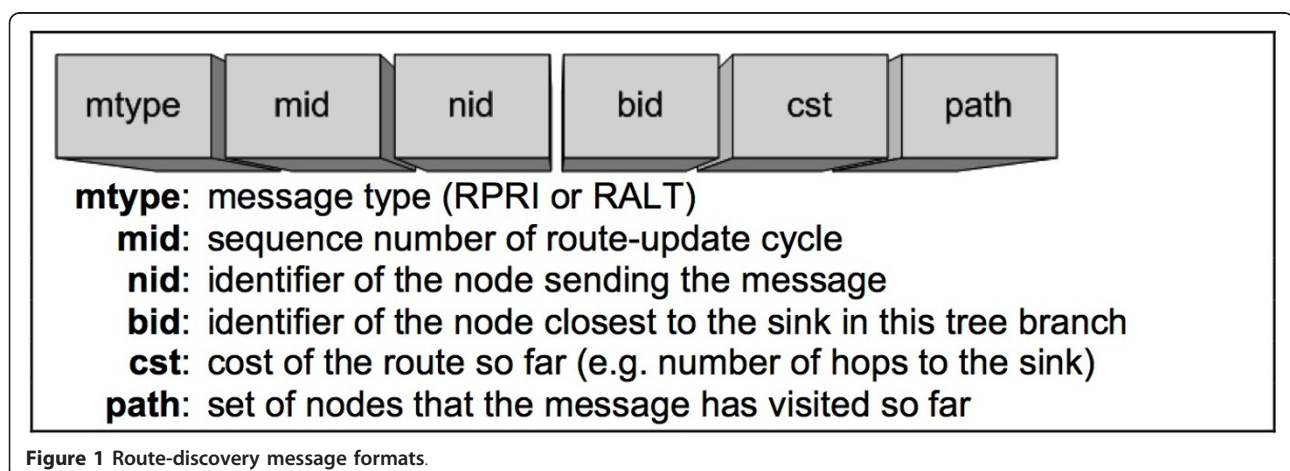 mtype mid nid bid cst path
mtype: message type (RPRI or RALT)
mid: sequence number of route-update cycle
nid: identifier of the node sending the message
bid: identifier of the node closest to the sink in this tree branch
cst: cost of the route so far (e.g. number of hops to the sink)
path: set of nodes that the message has visited so far
Figure 1 Route-discovery message formats.